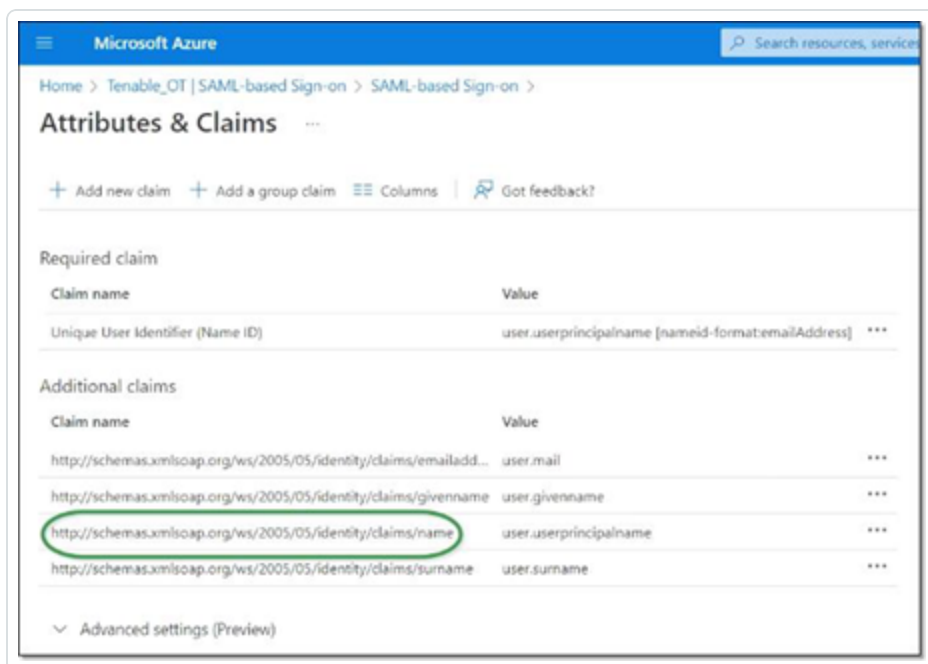 Microsoft Azure
Search resources, services
Home > Tenable_OT | SAML-based Sign-on > SAML-based Sign-on >
Attributes & Claims ...
+ Add new claim + Add a group claim Columns | Got feedback?
Required claim
Claim name Value
Unique User Identifier (Name ID) user.userprincipalname [nameid-format:emailAddress] •••
Additional claims
Claim name Value
http://schemas.xmlsoap.org/ws/2005/05/identity/claims/emailadd... user.mail •••
http://schemas.xmlsoap.org/ws/2005/05/identity/claims/givenname user.givenname •••
http://schemas.xmlsoap.org/ws/2005/05/identity/claims/name user.userprincipalname •••
http://schemas.xmlsoap.org/ws/2005/05/identity/claims/surname user.surname •••
Advanced settings (Preview)